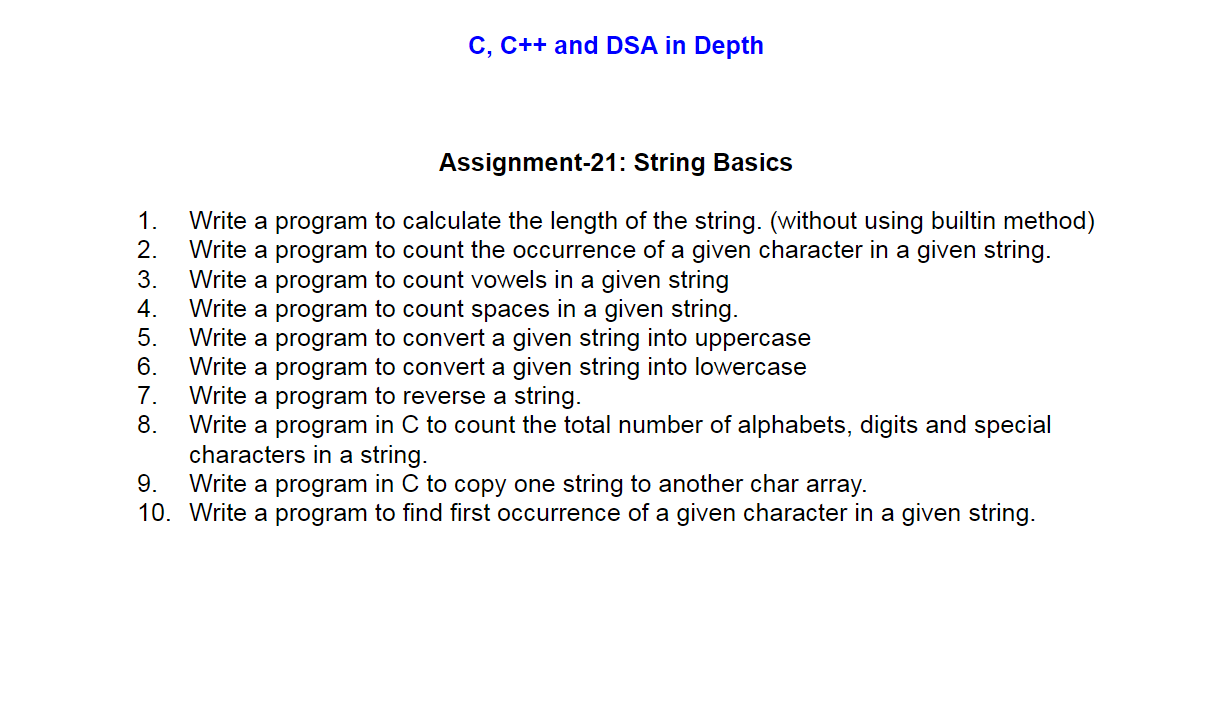 C, C++ and DSA in Depth
Assignment-21: String Basics
1. Write a program to calculate the length of the string. (without using builtin method)
2. Write a program to count the occurrence of a given character in a given string.
3. Write a program to count vowels in a given string
4. Write a program to count spaces in a given string.
5. Write a program to convert a given string into uppercase
6. Write a program to convert a given string into lowercase
7. Write a program to reverse a string.
8. Write a program in C to count the total number of alphabets, digits and special
characters in a string.
9. Write a program in C to copy one string to another char array.
10. Write a program to find first occurrence of a given character in a given string.